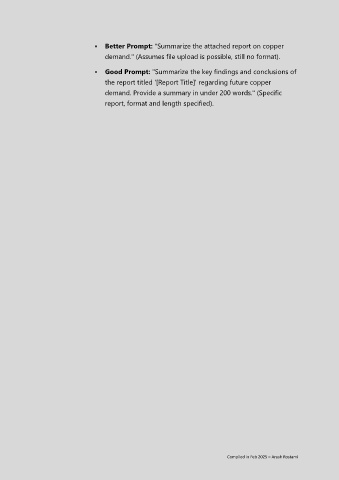 • Better Prompt: "Summarize the attached report on copper
demand." (Assumes file upload is possible, still no format).
• Good Prompt: "Summarize the key findings and conclusions of
the report titled '[Report Title]' regarding future copper
demand. Provide a summary in under 200 words." (Specific
report, format and length specified).
Compiled in Feb 2025 – Arash Rostami